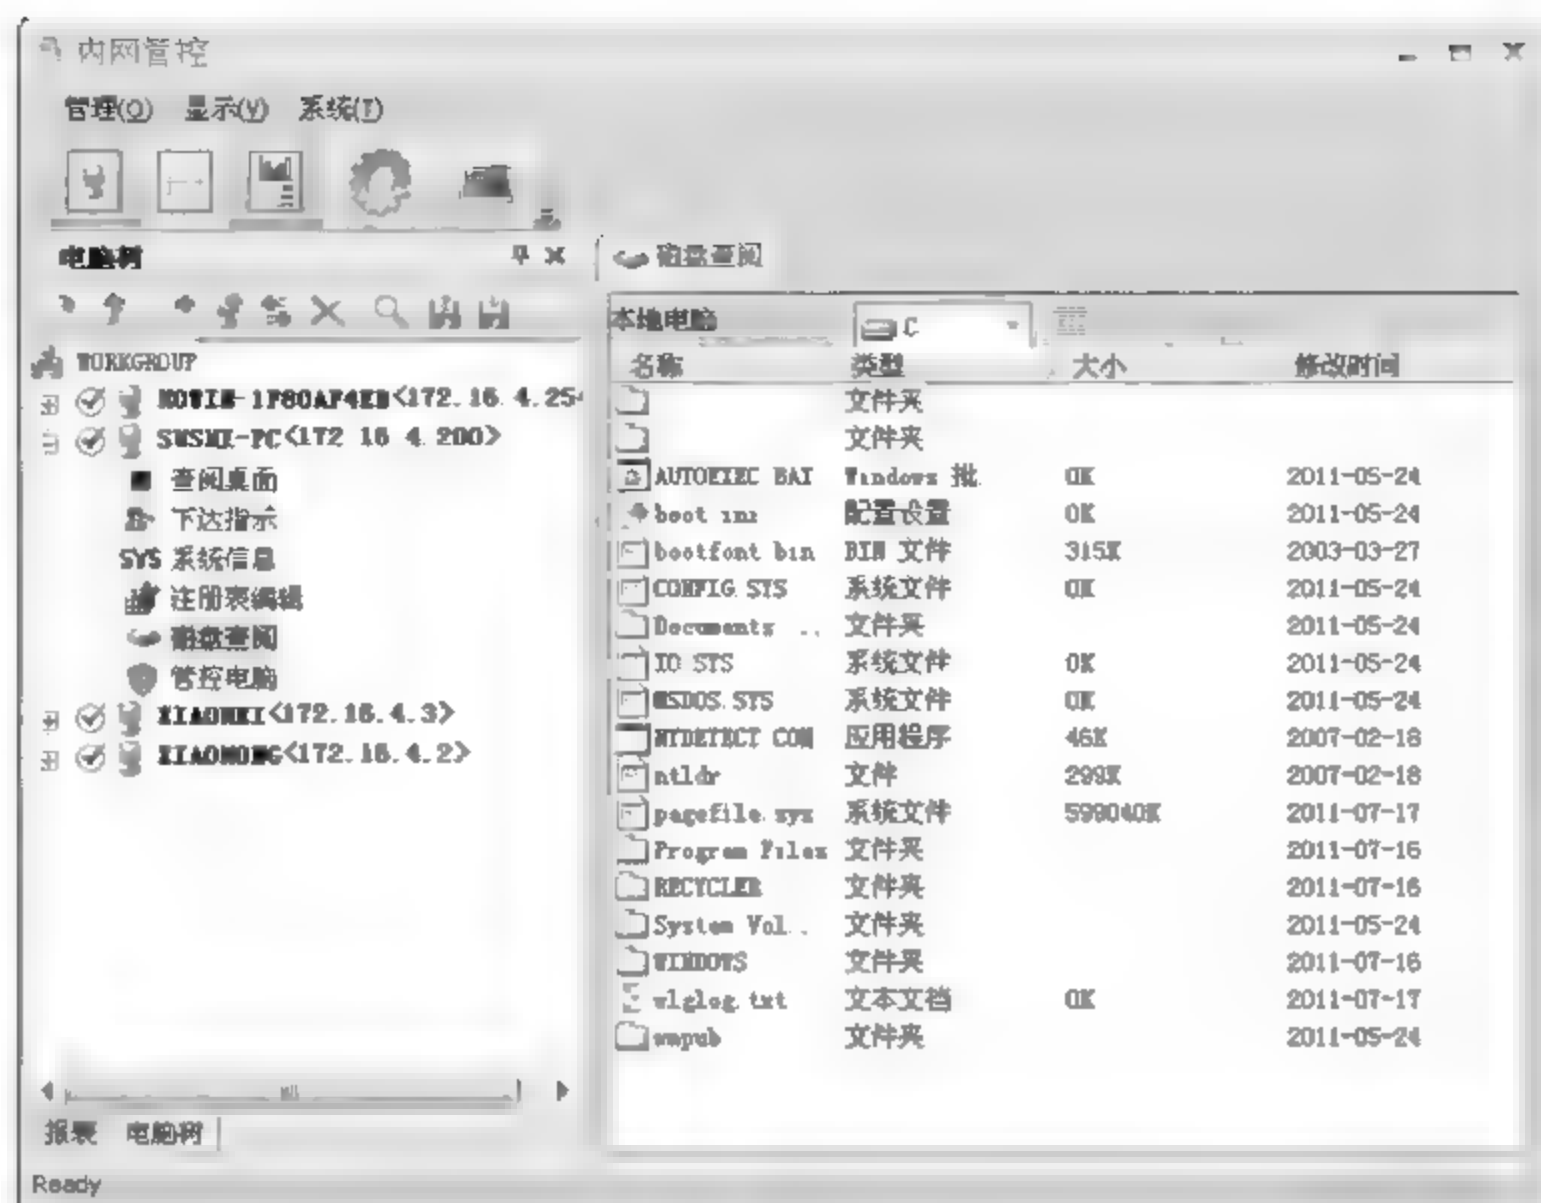 内网管控
管理(O) 显示(V) 系统(T)
电脑树
磁盘查阅
本地电脑 C
WORKGROUP
名称 类型 大小 修改时间
文件夹
<172.16.4.254
文件夹
SWSNK-PC<172 16 4.200>
查阅桌面
AUTOEXEC BAT Windows 批. 0K 2011-05-24
下达指示
boot ini 配置设置 0K 2011-05-24
SYS 系统信息
bootfont bin BIN 文件 315K 2003-03-27
注册表编辑
CONFIG.SYS 系统文件 0K 2011-05-24
磁盘查阅
Documents .. 文件夹 2011-05-24
管控电脑
IO SYS 系统文件 0K 2011-05-24
<172.16.4.3>
MSDOS.SYS 系统文件 0K 2011-05-24
<172.16.4.2>
NTDETECT COM 应用程序 46K 2007-02-18
ntldr 文件 299K 2007-02-18
pagefile.sys 系统文件 599040K 2011-07-17
Program Files 文件夹 2011-07-16
RECYCLER 文件夹 2011-07-16
System Vol.. 文件夹 2011-05-24
WINDOWS 文件夹 2011-07-16
wlglog.txt 文本文档 0K 2011-07-17
wmpub 文件夹 2011-05-24
报表 电脑树
Ready